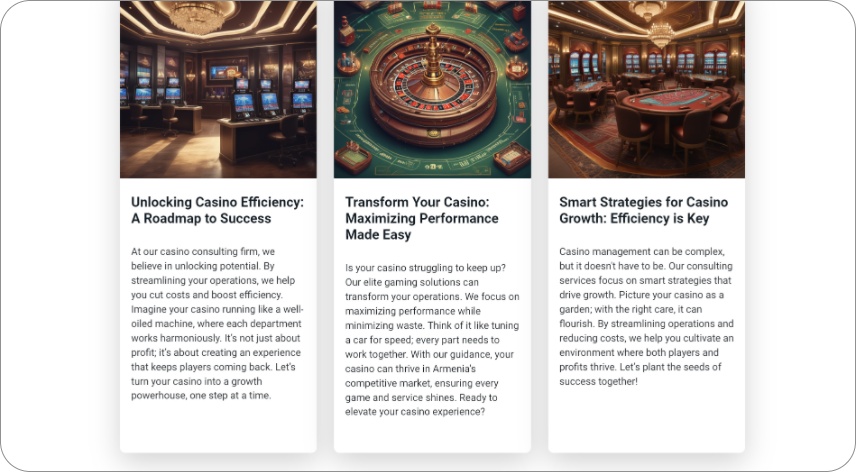 Unlocking Casino Efficiency:
A Roadmap to Success
At our casino consulting firm, we
believe in unlocking potential. By
streamlining your operations, we help
you cut costs and boost efficiency.
Imagine your casino running like a well-
oiled machine, where each department
works harmoniously. It's not just about
profit; it's about creating an experience
that keeps players coming back. Let's
turn your casino into a growth
powerhouse, one step at a time.
Transform Your Casino:
Maximizing Performance
Made Easy
Is your casino struggling to keep up?
Our elite gaming solutions can
transform your operations. We focus on
maximizing performance while
minimizing waste. Think of it like tuning
a car for speed; every part needs to
work together. With our guidance, your
casino can thrive in Armenia's
competitive market, ensuring every
game and service shines. Ready to
elevate your casino experience?
Smart Strategies for Casino
Growth: Efficiency is Key
Casino management can be complex,
but it doesn't have to be. Our consulting
services focus on smart strategies that
drive growth. Picture your casino as a
garden; with the right care, it can
flourish. By streamlining operations and
reducing costs, we help you cultivate an
environment where both players and
profits thrive. Let's plant the seeds of
success together!